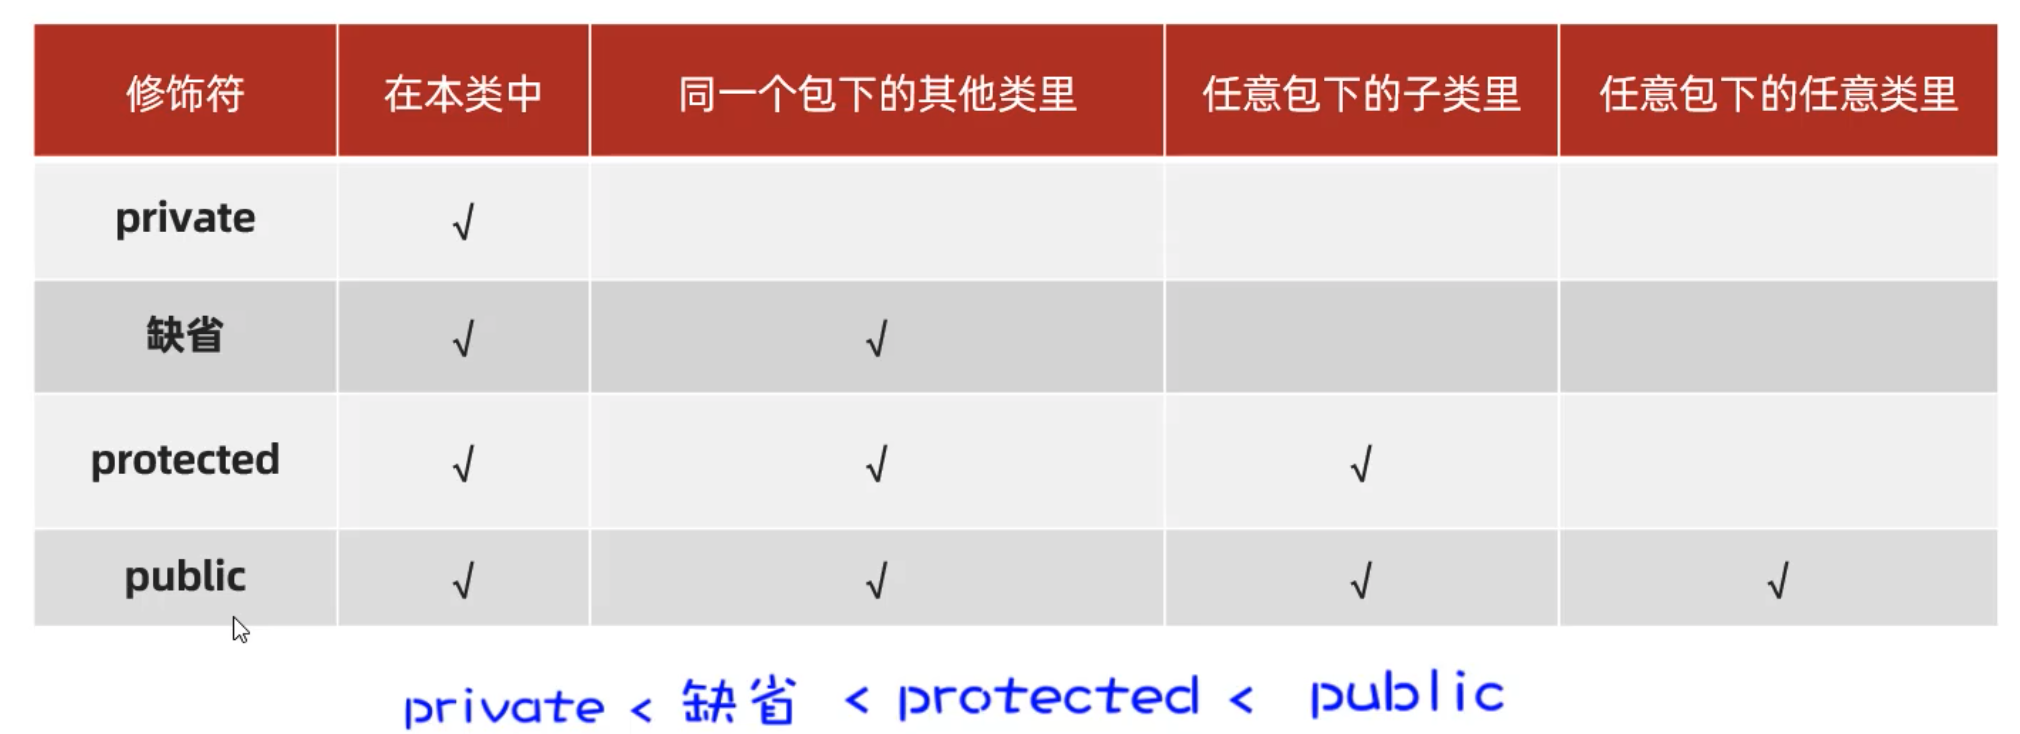 修饰符 在本类中 同一个包下的其他类里 任意包下的子类里 任意包下的任意类里
private √
缺省 √ √
protected √ √ √
public √ √ √ √
private < 缺省 < protected < public